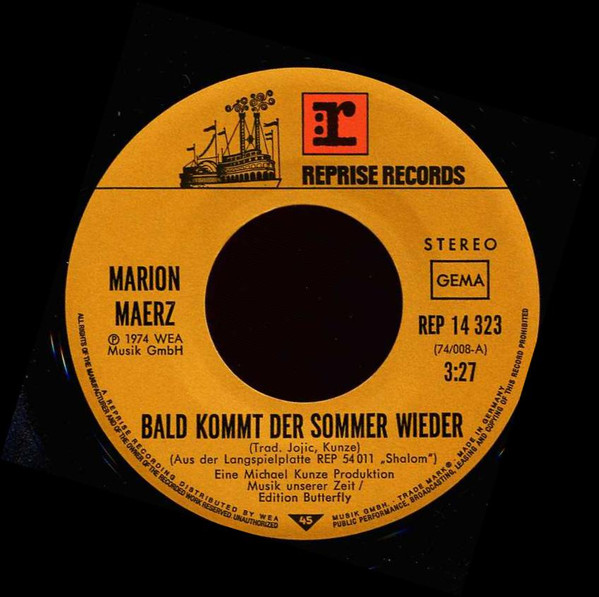 r:
REPRISE RECORDS
STEREO
GEMA
MARION
MAERZ
℗ 1974 WEA
Musik GmbH
REP 14 323
(74/008-A)
3:27
BALD KOMMT DER SOMMER WIEDER
(Trad. Jojic, Kunze)
(Aus der Langspielplatte REP 54 011 „Shalom")
Eine Michael Kunze Produktion
Musik unserer Zeit /
Edition Butterfly
45
A REPRISE RECORDING DISTRIBUTED BY WEA MUSIK GMBH. TRADE MARK®. MADE IN GERMANY
ALL RIGHTS OF THE MANUFACTURER AND OF THE OWNER OF THE RECORDED WORK RESERVED. UNAUTHORIZED PUBLIC PERFORMANCE, BROADCASTING, LEASING AND COPYING OF THIS RECORD PROHIBITED